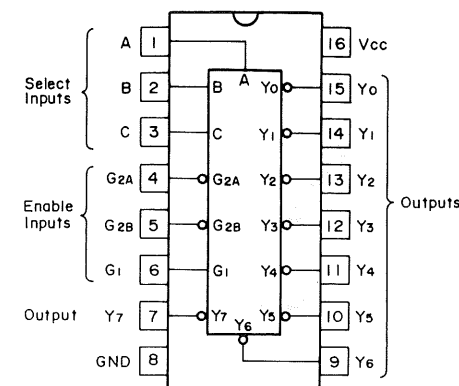 A 1 16 Vcc
Select Inputs
B 2 B A Y0 15 Y0
C 3 C Y1 14 Y1
G2A 4 G2A Y2 13 Y2
Enable Inputs
Outputs
G2B 5 G2B Y3 12 Y3
G1 6 G1 Y4 11 Y4
Output Y7 7 Y7 Y6 Y5 10 Y5
GND 8 9 Y6